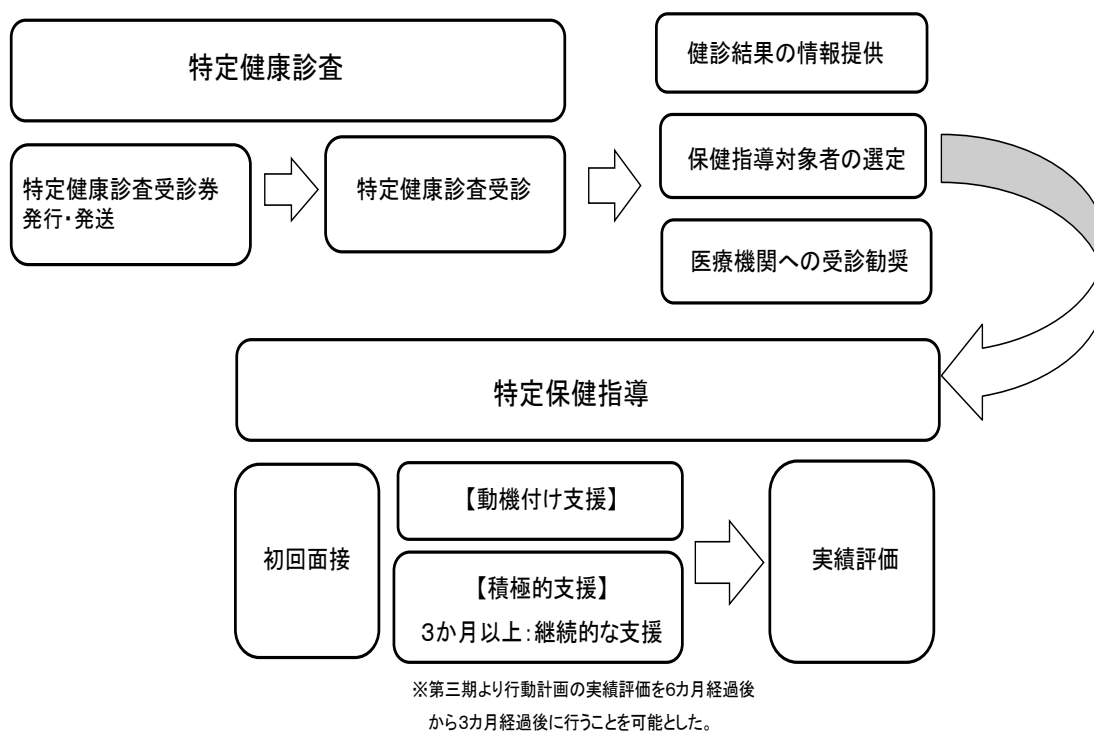 特定健康診査
特定健康診査受診券
発行・発送
特定健康診査受診
健診結果の情報提供
保健指導対象者の選定
医療機関への受診勧奨
特定保健指導
初回面接
【動機付け支援】
【積極的支援】
3か月以上：継続的な支援
実績評価
※第三期より行動計画の実績評価を6カ月経過後
から3カ月経過後に行うことを可能とした。